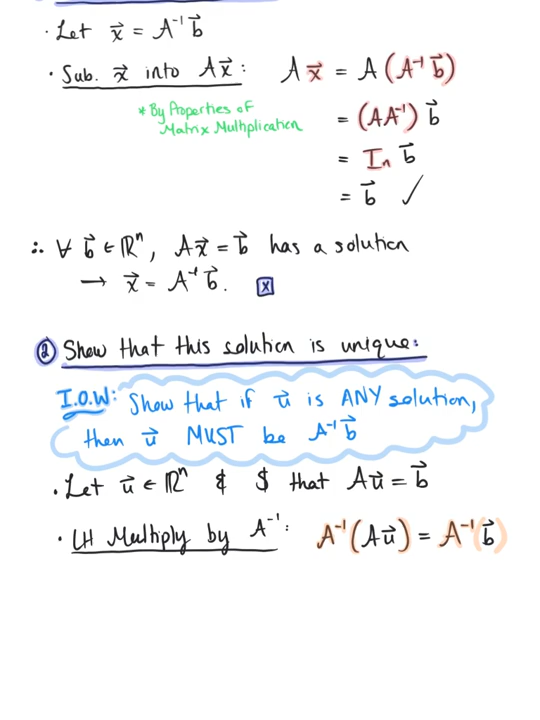 · Let x⃗ = A⁻¹b⃗
· Sub. x⃗ into Ax⃗: Ax⃗ = A(A⁻¹b⃗)
* By Properties of
Matrix Multiplication
= (AA⁻¹)b⃗
= Iₙ b⃗
= b⃗ ✓
∴ ∀ b⃗ ∈ ℝⁿ, Ax⃗ = b⃗ has a solution
→ x⃗ = A⁻¹b⃗. ☒
② Show that this solution is unique:
I.O.W: Show that if u⃗ is ANY solution,
then u⃗ MUST be A⁻¹b⃗
· Let u⃗ ∈ ℝⁿ & $ that Au⃗ = b⃗
· LH Multiply by A⁻¹: A⁻¹(Au⃗) = A⁻¹(b⃗)